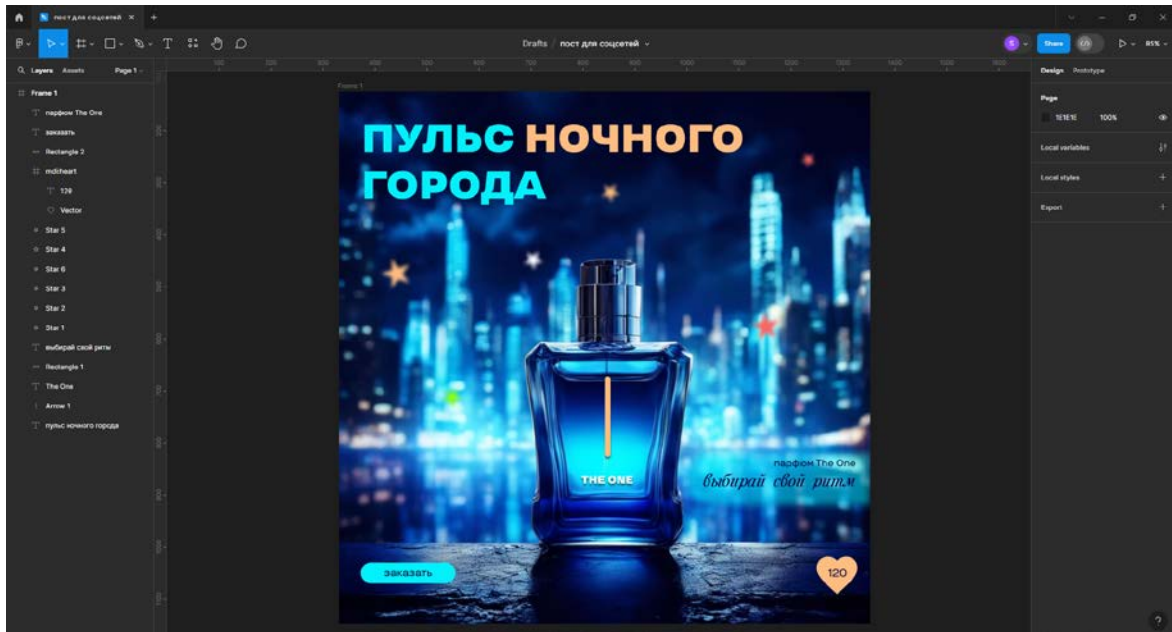 пост для соцсетей
Drafts / пост для соцсетей
S
Share
85%
Layers Assets Page 1
Frame 1
парфюм The One
заказать
Rectangle 2
mdi:heart
120
Vector
Star 5
Star 4
Star 6
Star 3
Star 2
Star 1
выбирай свой ритм
Rectangle 1
The One
Arrow 1
пульс ночного города
Frame 1
ПУЛЬС НОЧНОГО
ГОРОДА
THE ONE
парфюм The One
выбирай свой ритм
заказать
120
Design Prototype
Page
1E1E1E 100%
Local variables
Local styles
Export
?